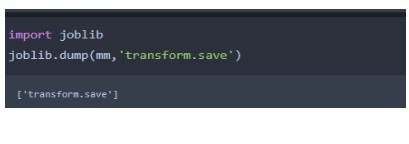 import joblib
joblib.dump(mm,'transform.save')
['transform.save']